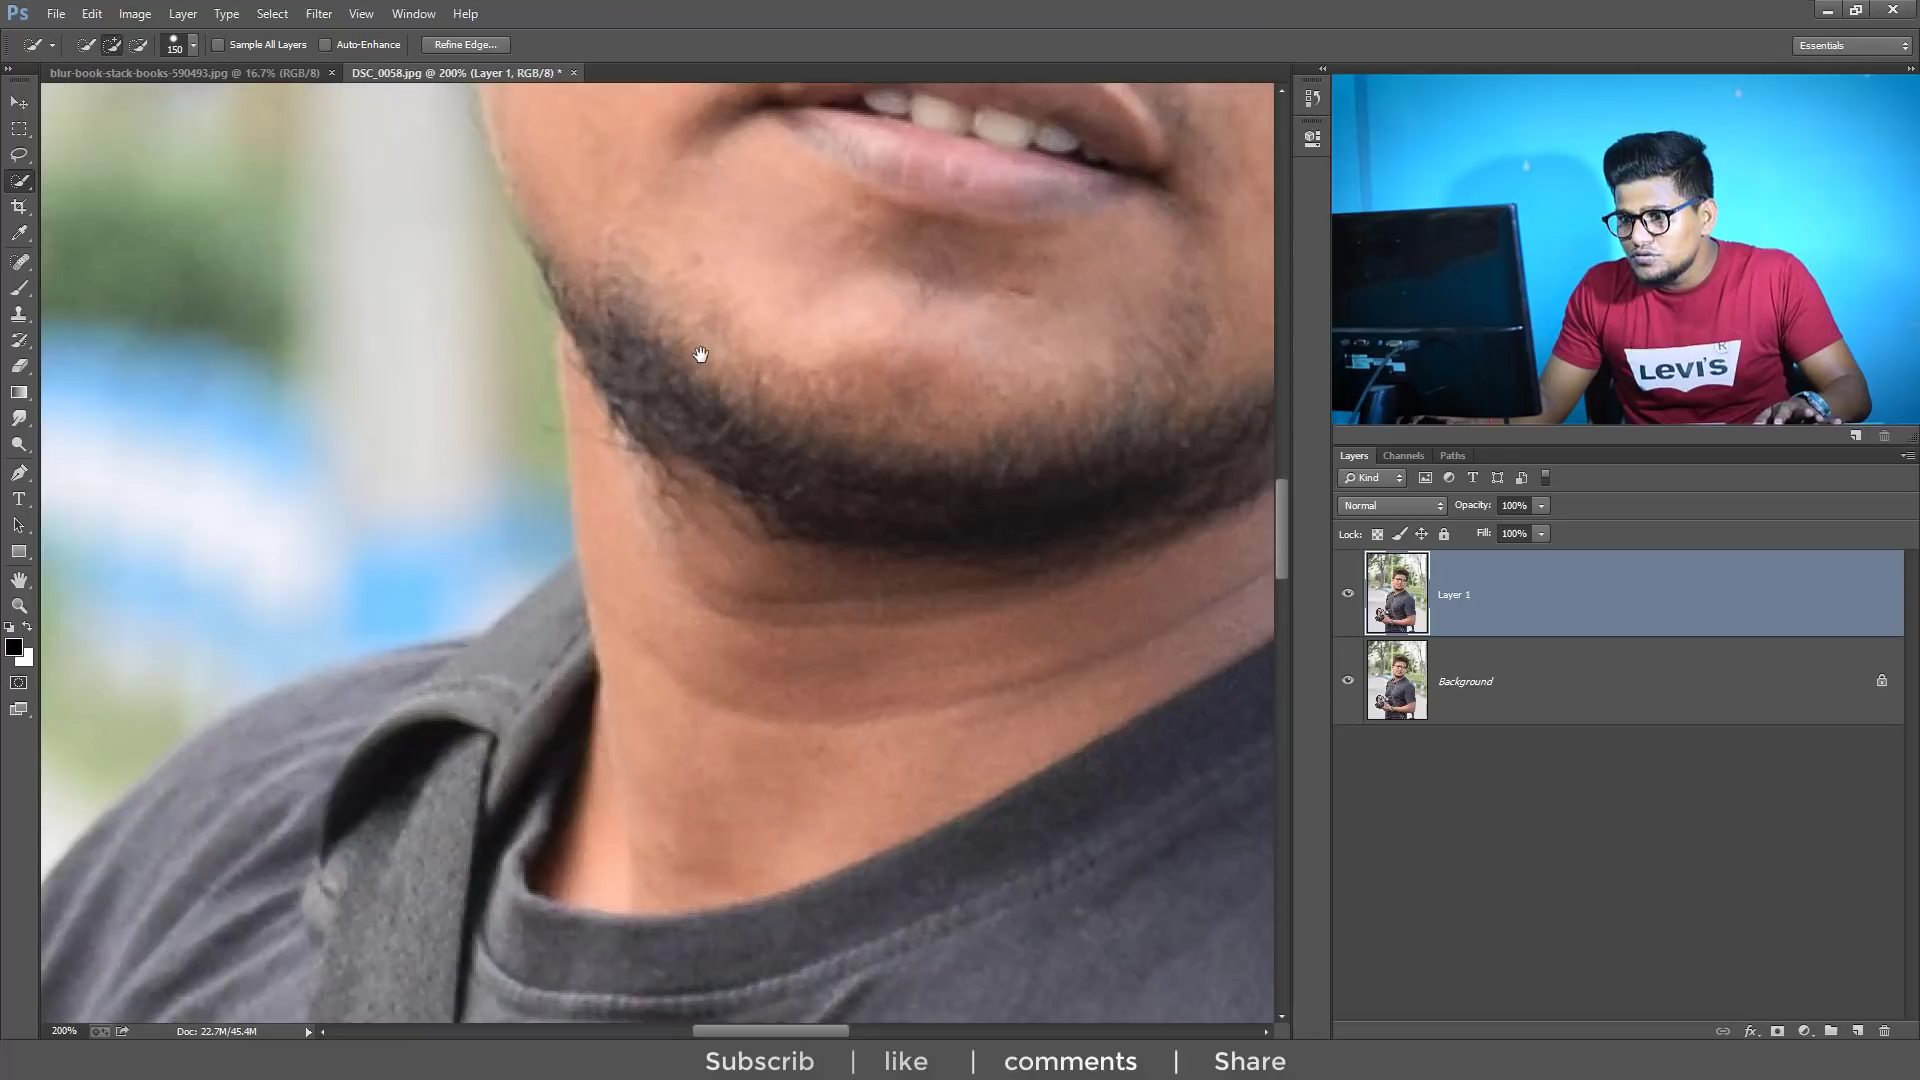 Ps File Edit Image Layer Type Select Filter View Window Help
150 Sample All Layers Auto-Enhance Refine Edge... Essentials
blur-book-stack-books-590493.jpg @ 16.7% (RGB/8) × DSC_0058.jpg @ 200% (Layer 1, RGB/8) * ×
LEVI'S ®
Layers Channels Paths
Kind
Normal Opacity: 100%
Lock: Fill: 100%
Layer 1
Background
200% Doc: 22.7M/45.4M
Subscrib | like | comments | Share